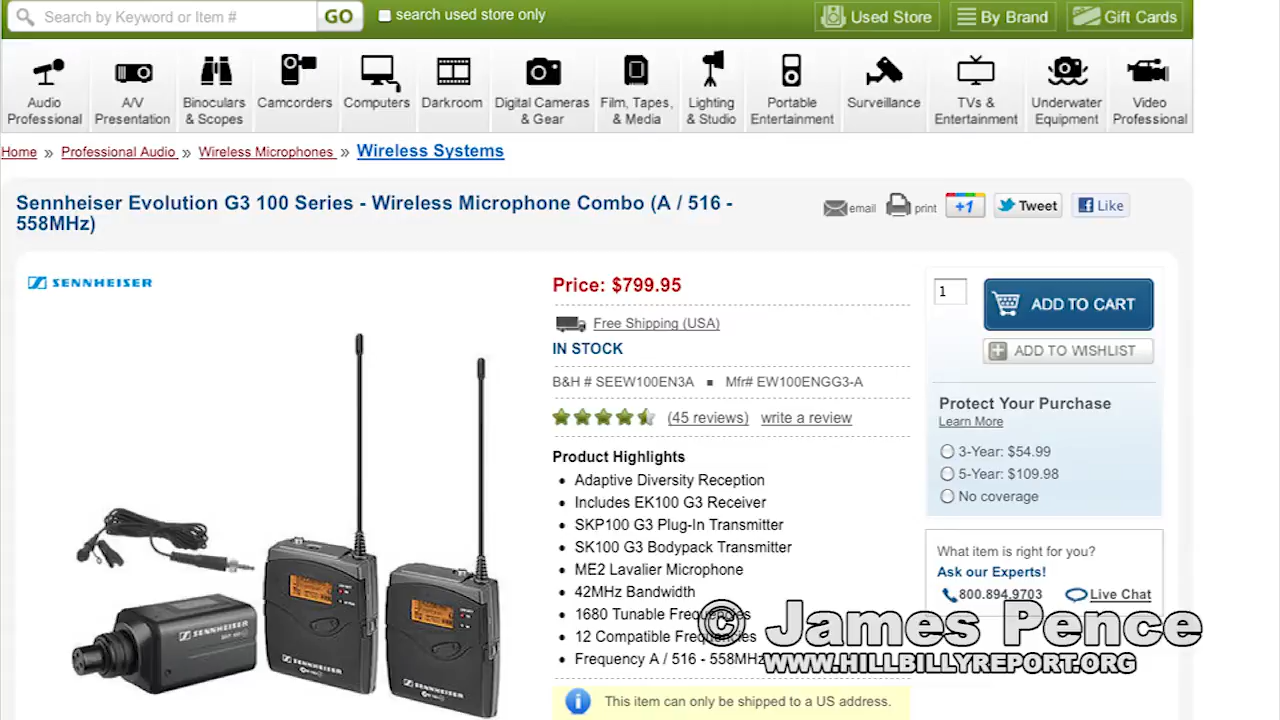 Search by Keyword or Item #
GO
search used store only
Used Store
By Brand
Gift Cards
Audio Professional
A/V Presentation
Binoculars & Scopes
Camcorders
Computers
Darkroom
Digital Cameras & Gear
Film, Tapes, & Media
Lighting & Studio
Portable Entertainment
Surveillance
TVs & Entertainment
Underwater Equipment
Video Professional
Home » Professional Audio » Wireless Microphones » Wireless Systems
Sennheiser Evolution G3 100 Series - Wireless Microphone Combo (A / 516 -
558MHz)
email
print
+1
Tweet
Like
SENNHEISER
Price: $799.95
Free Shipping (USA)
IN STOCK
B&H # SEEW100EN3A ■ Mfr# EW100ENGG3-A
(45 reviews) write a review
Product Highlights
• Adaptive Diversity Reception
• Includes EK100 G3 Receiver
• SKP100 G3 Plug-In Transmitter
• SK100 G3 Bodypack Transmitter
• ME2 Lavalier Microphone
• 42MHz Bandwidth
• 1680 Tunable Frequencies
• 12 Compatible Frequencies
• Frequency A / 516 - 558MHz
This item can only be shipped to a US address.
1
ADD TO CART
ADD TO WISHLIST
Protect Your Purchase
Learn More
3-Year: $54.99
5-Year: $109.98
No coverage
What item is right for you?
Ask our Experts!
800.894.9703
Live Chat
SENNHEISER
SENNHEISER
SENNHEISER
© James Pence
WWW.HILLBILLYREPORT.ORG